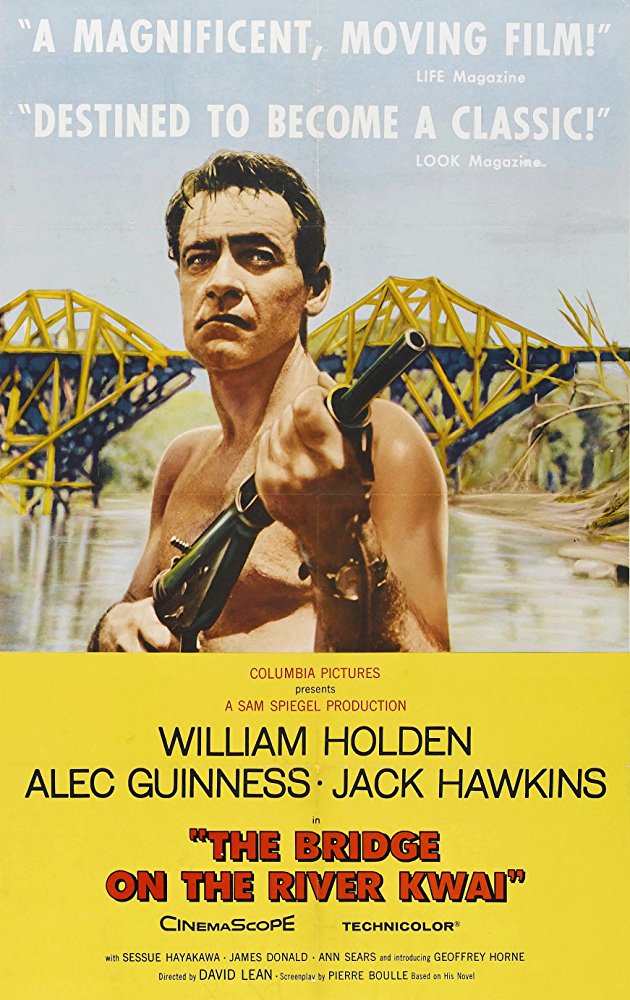 "A MAGNIFICENT, MOVING FILM!"
LIFE Magazine
"DESTINED TO BECOME A CLASSIC!"
LOOK Magazine
COLUMBIA PICTURES
presents
A SAM SPIEGEL PRODUCTION
WILLIAM HOLDEN
ALEC GUINNESS · JACK HAWKINS
in
"THE BRIDGE
ON THE RIVER KWAI"
CINEMASCOPE TECHNICOLOR®
with SESSUE HAYAKAWA · JAMES DONALD · ANN SEARS and introducing GEOFFREY HORNE
Directed by DAVID LEAN · Screenplay by PIERRE BOULLE Based on His Novel